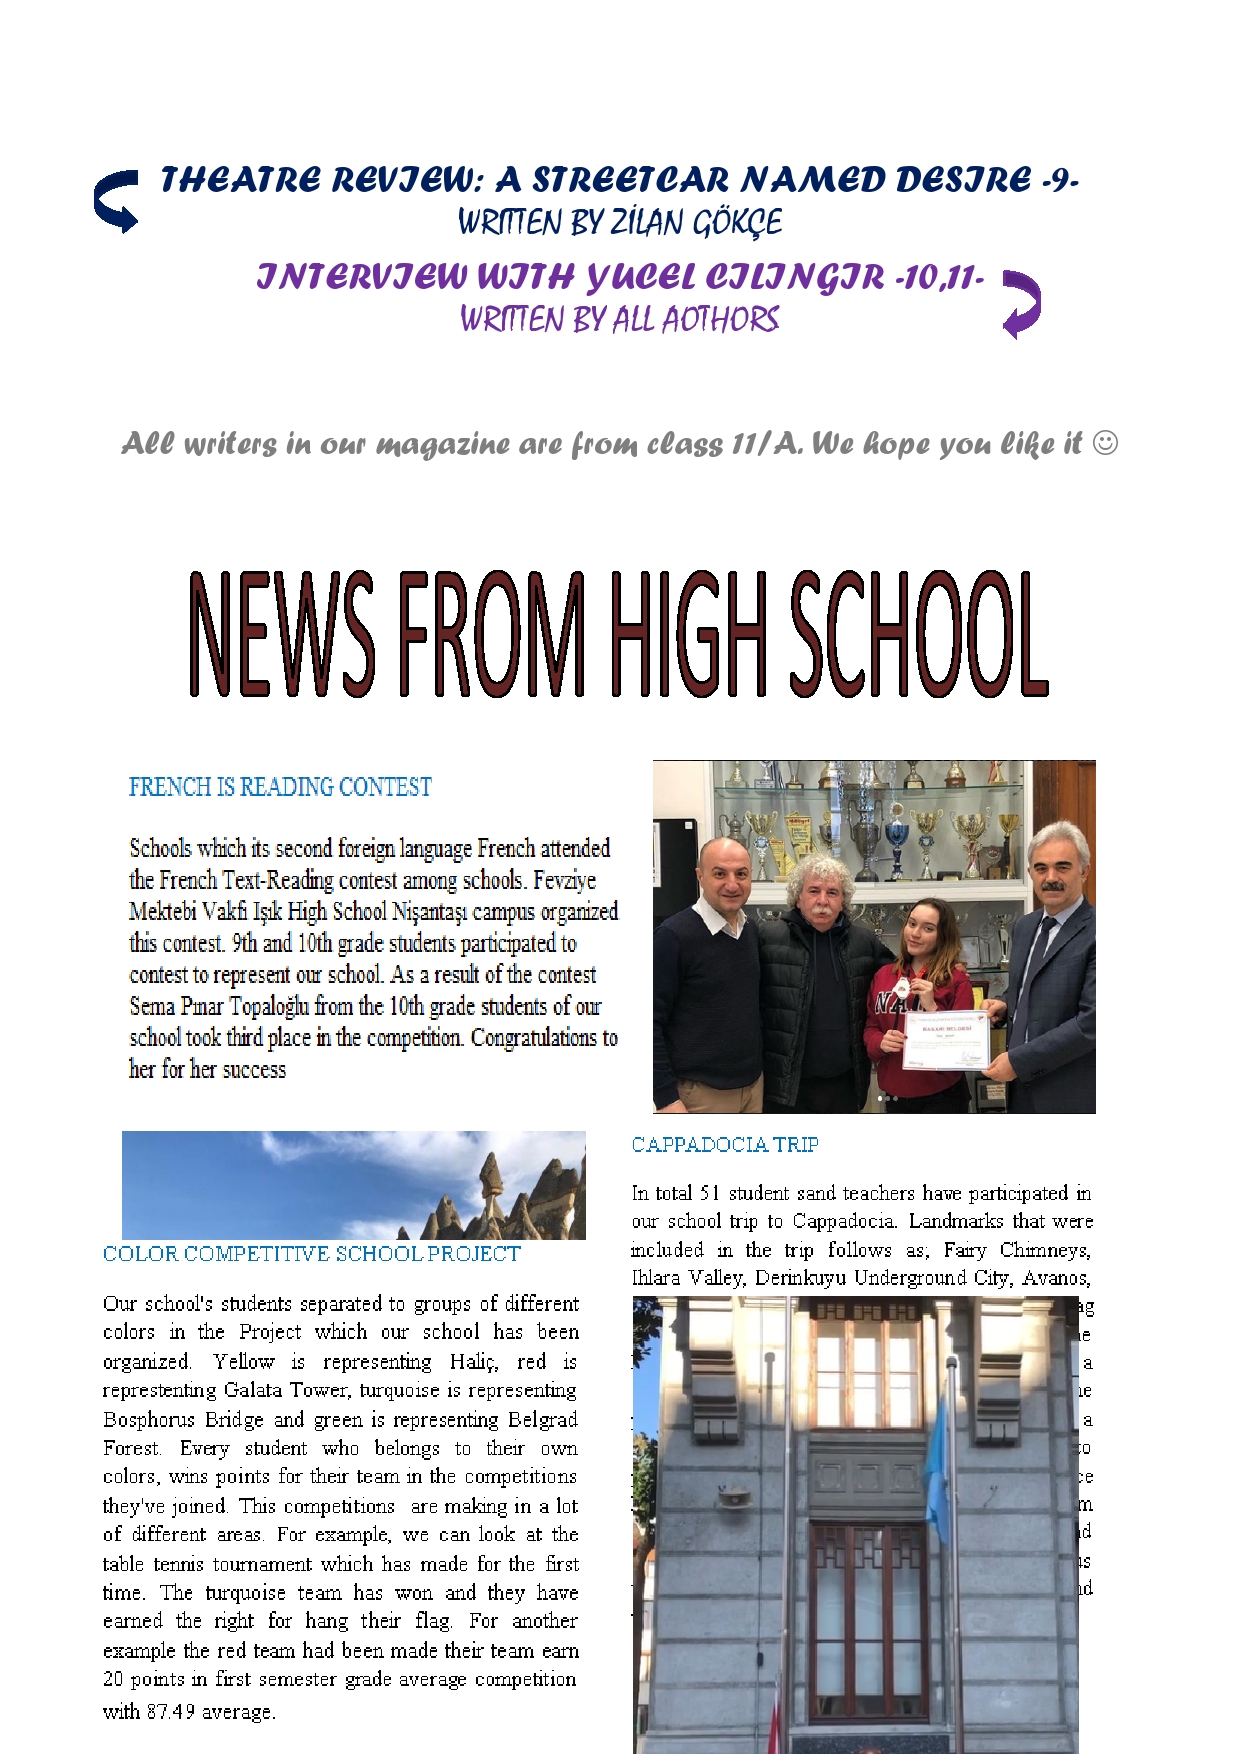 THEATRE REVIEW: A STREETCAR NAMED DESIRE -9-
WRITTEN BY ZİLAN GÖKÇE
INTERVIEW WITH YUCEL CILINGIR -10,11-
WRITTEN BY ALL AOTHORS
All writers in our magazine are from class 11/A. We hope you like it ☺
NEWS FROM HIGH SCHOOL
FRENCH IS READING CONTEST
Schools which its second foreign language French attended
the French Text-Reading contest among schools. Fevziye
Mektebi Vakfi Işık High School Nişantaşı campus organized
this contest. 9th and 10th grade students participated to
contest to represent our school. As a result of the contest
Sema Pınar Topaloğlu from the 10th grade students of our
school took third place in the competition. Congratulations to
her for her success
BAŞARI BELGESİ
COLOR COMPETITIVE SCHOOL PROJECT
Our school's students separated to groups of different
colors in the Project which our school has been
organized. Yellow is representing Haliç, red is
represtenting Galata Tower, turquoise is representing
Bosphorus Bridge and green is representing Belgrad
Forest. Every student who belongs to their own
colors, wins points for their team in the competitions
they've joined. This competitions are making in a lot
of different areas. For example, we can look at the
table tennis tournament which has made for the first
time. The turquoise team has won and they have
earned the right for hang their flag. For another
example the red team had been made their team earn
20 points in first semester grade average competition
with 87.49 average.
CAPPADOCIA TRIP
In total 51 student sand teachers have participated in
our school trip to Cappadocia. Landmarks that were
included in the trip follows as; Fairy Chimneys,
Ihlara Valley, Derinkuyu Underground City, Avanos,
a
a